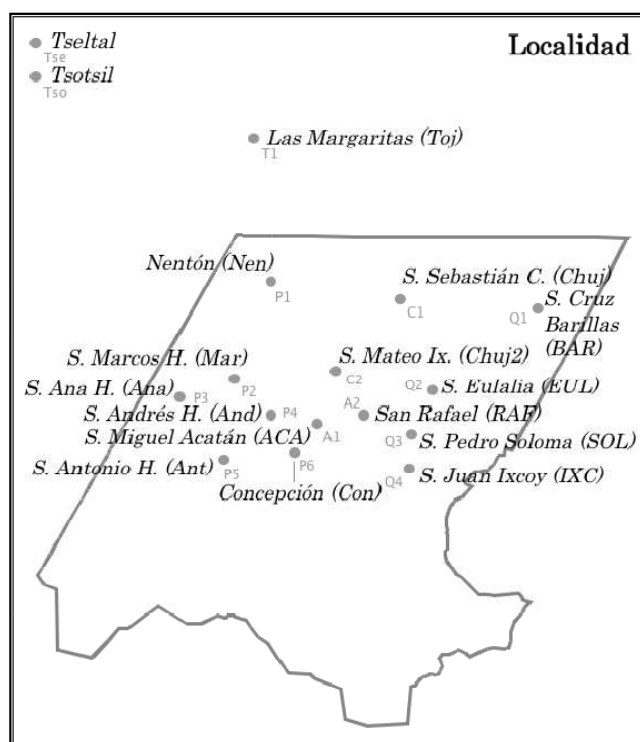 Localidad
Tseltal
Tse
Tsotsil
Tso
Las Margaritas (Toj)
T1
Nentón (Nen)
P1
S. Sebastián C. (Chuj)
C1
S. Cruz
Barillas
(BAR)
Q1
S. Marcos H. (Mar)
P2
S. Mateo Ix. (Chuj2)
C2
S. Ana H. (Ana)
P3
Q2
S. Eulalia (EUL)
S. Andrés H. (And)
P4
A2
San Rafael (RAF)
S. Miguel Acatán (ACA)
A1
Q3
S. Pedro Soloma (SOL)
S. Antonio H. (Ant)
P5
P6
Q4
S. Juan Ixcoy (IXC)
Concepción (Con)